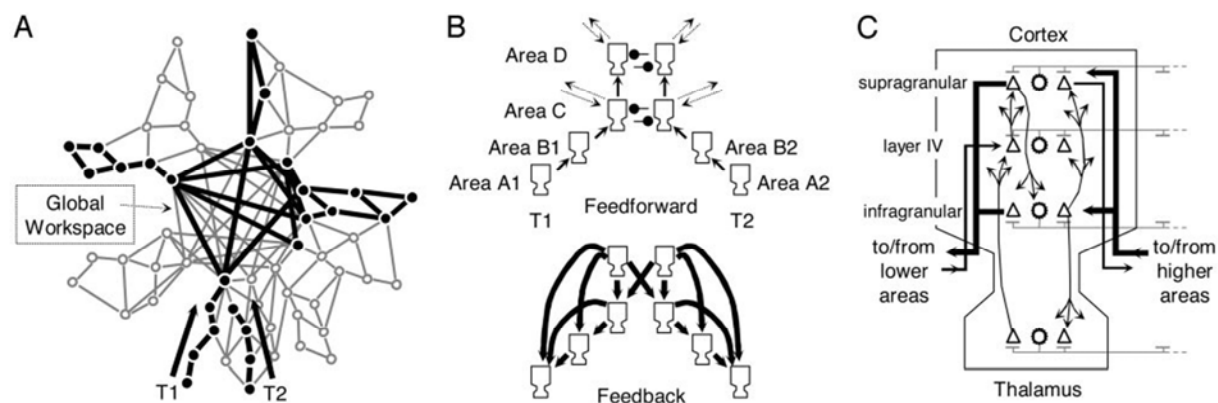 A
Global
Workspace
T1
T2
B
Area D
Area C
Area B1
Area B2
Area A1
Area A2
T1
Feedforward
T2
Feedback
C
Cortex
supragranular
layer IV
infragranular
to/from
lower
areas
to/from
higher
areas
Thalamus